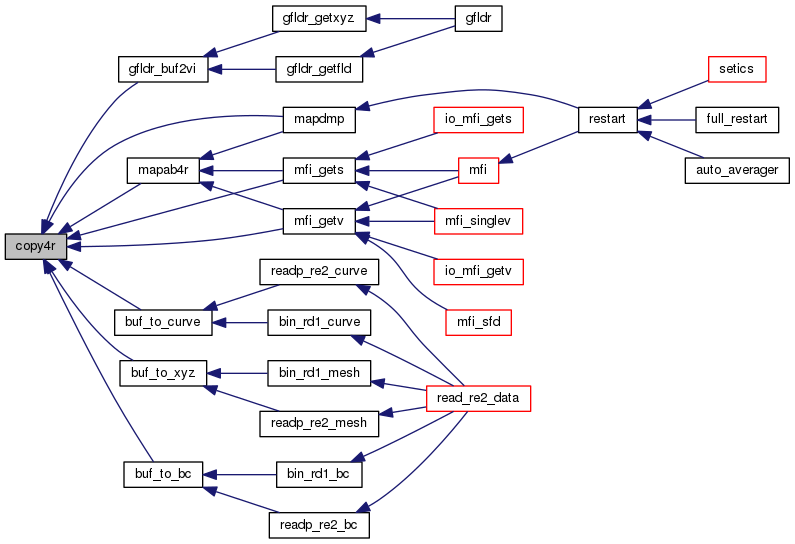 gfldr_getxyz
gfldr
gfldr_buf2vi
gfldr_getfld
setics
mapdmp
io_mfi_gets
restart
full_restart
mapab4r
mfi_gets
mfi
auto_averager
mfi_getv
mfi_singlev
copy4r
readp_re2_curve
io_mfi_getv
buf_to_curve
bin_rd1_curve
mfi_sfd
buf_to_xyz
bin_rd1_mesh
read_re2_data
readp_re2_mesh
buf_to_bc
bin_rd1_bc
readp_re2_bc